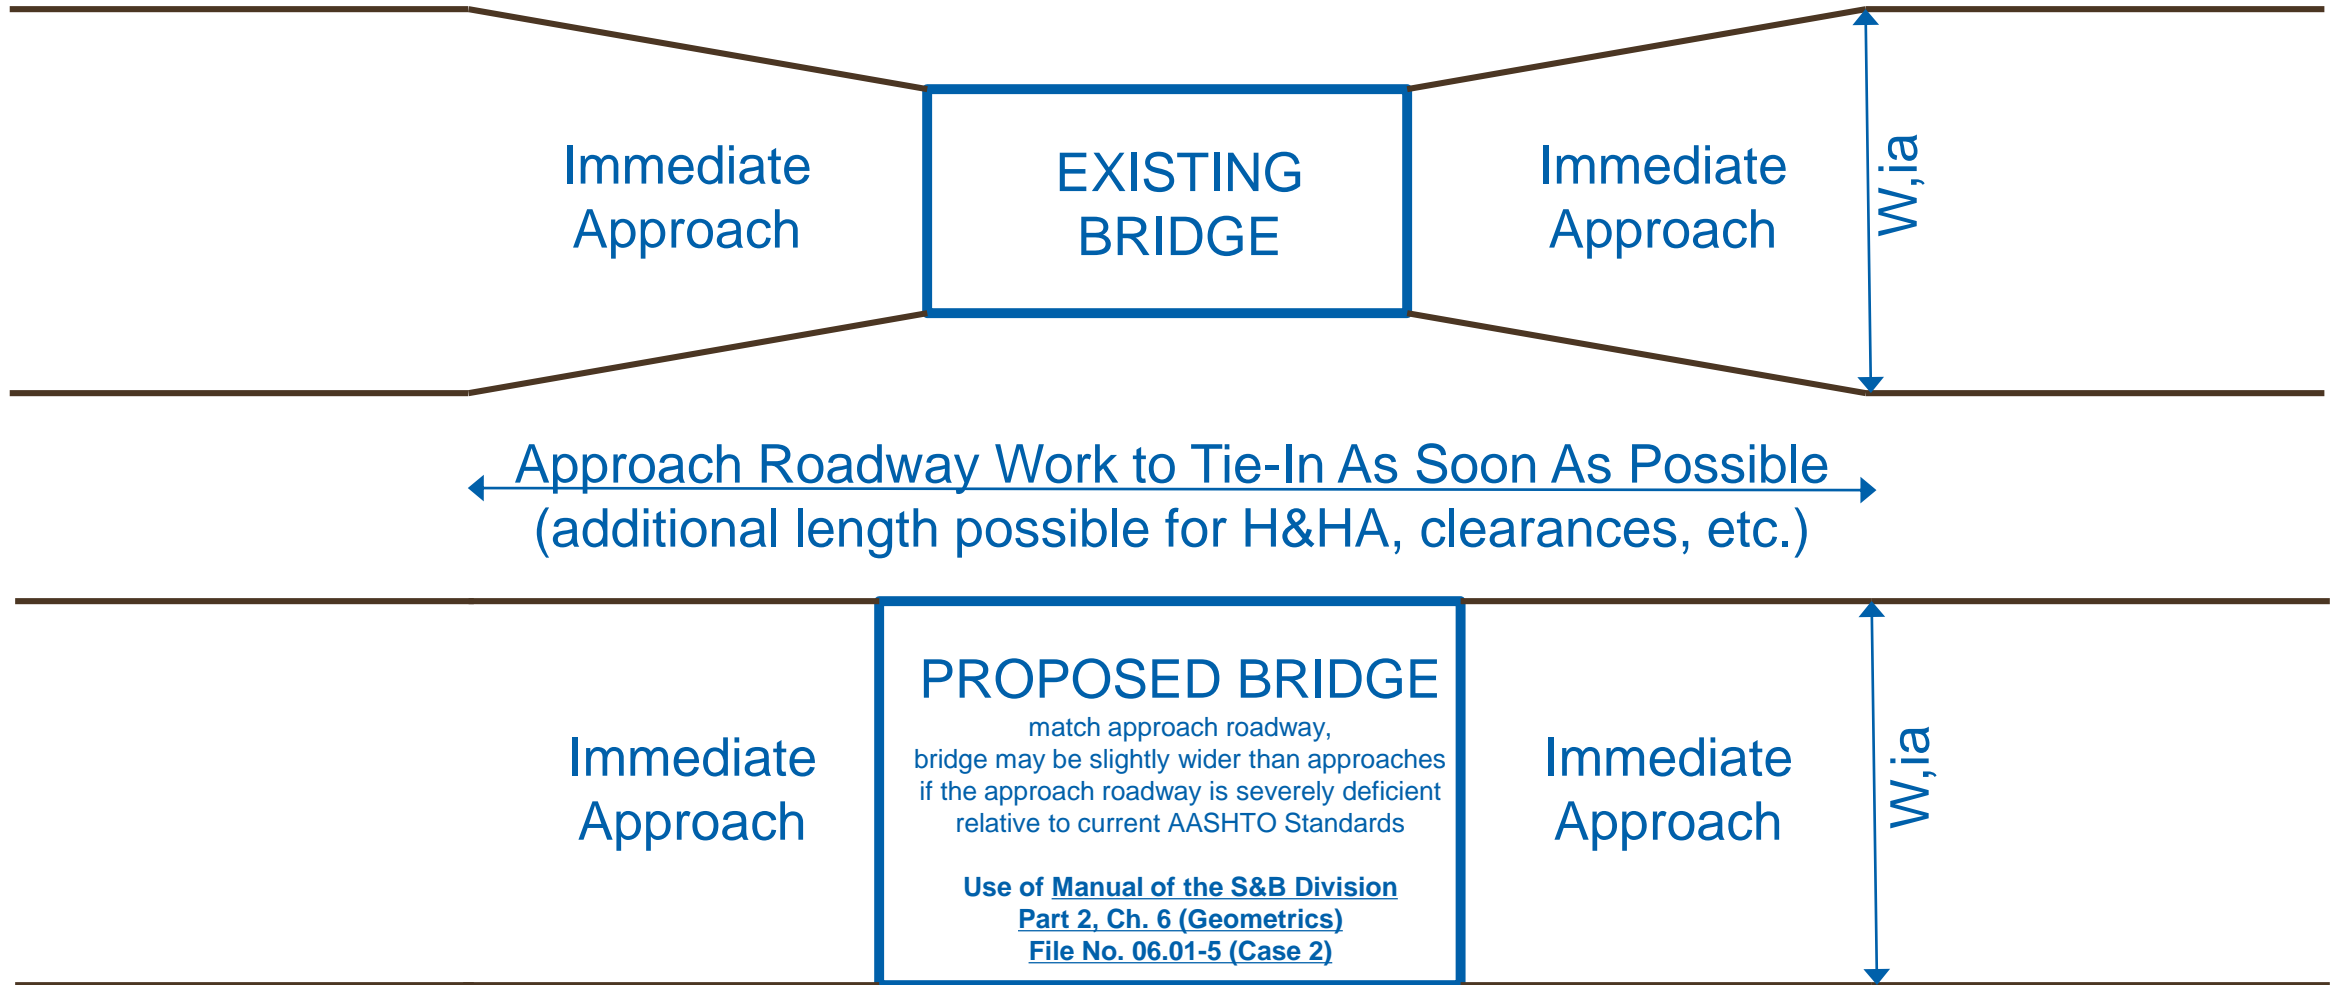 Immediate
Approach
EXISTING
BRIDGE
Immediate
Approach
W,ia
Approach Roadway Work to Tie-In As Soon As Possible
(additional length possible for H&HA, clearances, etc.)
Immediate
Approach
PROPOSED BRIDGE
match approach roadway,
bridge may be slightly wider than approaches
if the approach roadway is severely deficient
relative to current AASHTO Standards
Use of Manual of the S&B Division
Part 2, Ch. 6 (Geometrics)
File No. 06.01-5 (Case 2)
Immediate
Approach
W,ia